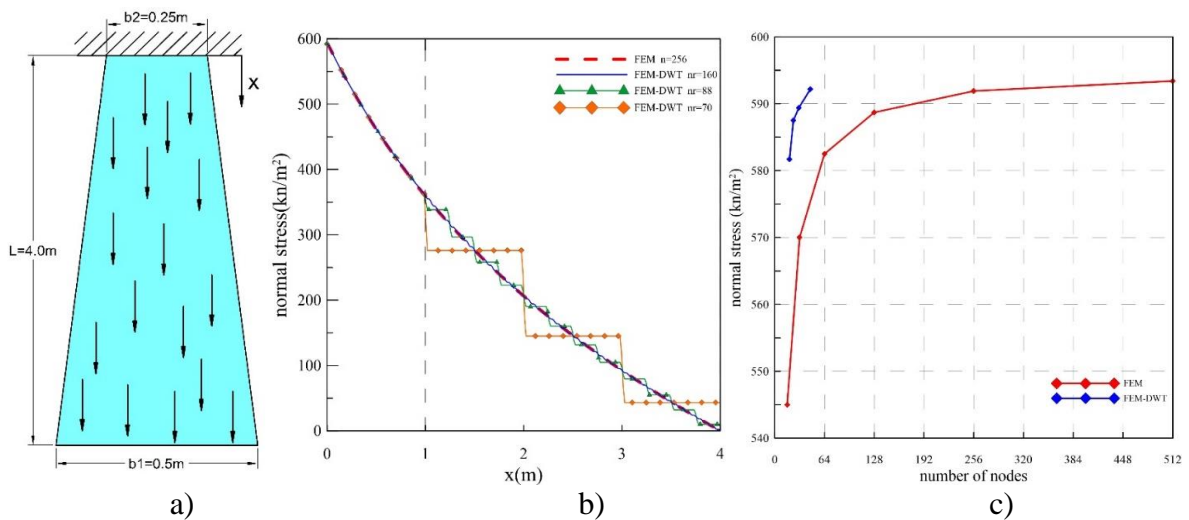 b2=0.25m
X
L=4.0m
b1=0.5m
a)
normal stress(kn/m²)
600
500
400
300
200
100
0
0 1 2 3 4
x(m)
FEM n=256
FEM-DWT nr=160
FEM-DWT nr=88
FEM-DWT nr=70
b)
normal stress (kn/m²)
600
590
580
570
560
550
540
0 64 128 192 256 320 384 448 512
number of nodes
FEM
FEM-DWT
c)